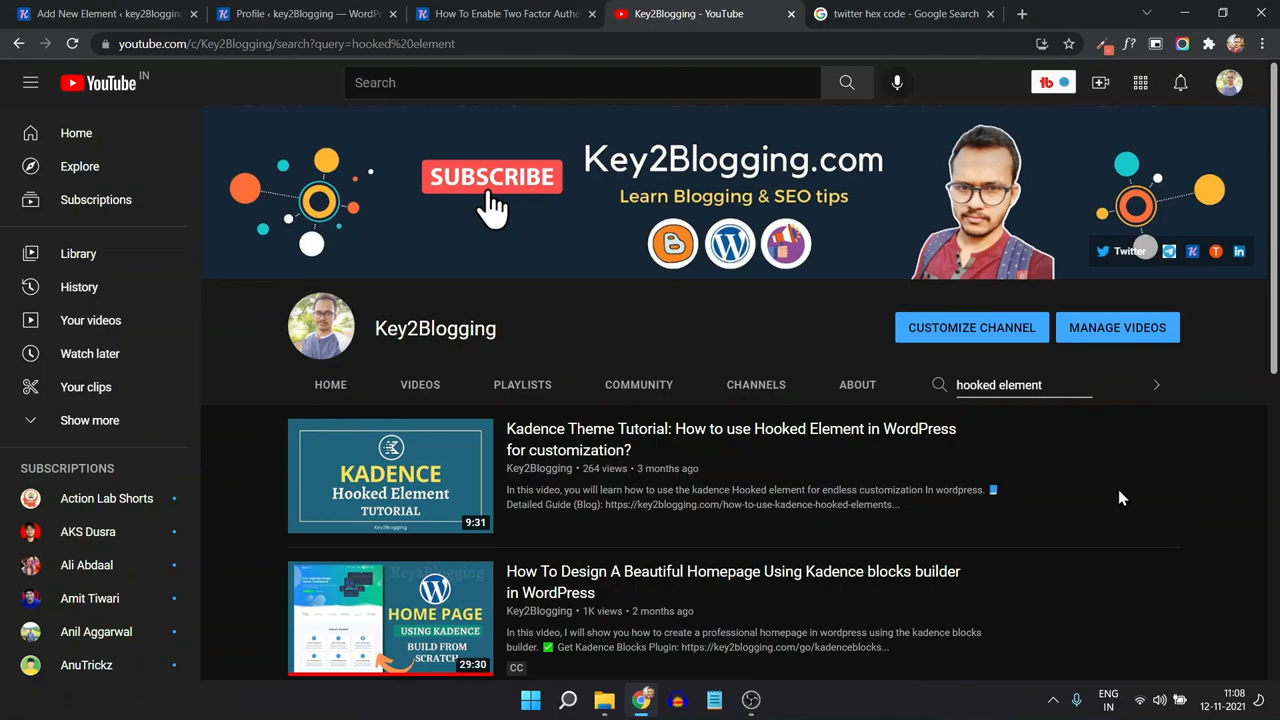 Add New Element ‹ key2blogging
Profile ‹ key2blogging — WordPr
How To Enable Two Factor Authe
Key2Blogging - YouTube
twitter hex code - Google Search
youtube.com/c/Key2Blogging/search?query=hooked%20element
YouTube IN
Search
Home
Explore
Subscriptions
Library
History
Your videos
Watch later
Your clips
Show more
SUBSCRIPTIONS
Action Lab Shorts
AKS Dusra
Ali Abdaal
Amit Tiwari
Anil Aggarwal
AnuTrickz
SUBSCRIBE
Key2Blogging.com
Learn Blogging & SEO tips
Twitter
Key2Blogging
CUSTOMIZE CHANNEL
MANAGE VIDEOS
HOME
VIDEOS
PLAYLISTS
COMMUNITY
CHANNELS
ABOUT
hooked element
KADENCE
Hooked Element
TUTORIAL
Key2Blogging
9:31
Kadence Theme Tutorial: How to use Hooked Element in WordPress
for customization?
Key2Blogging • 264 views • 3 months ago
In this video, you will learn how to use the kadence Hooked element for endless customization In wordpress.
Detailed Guide (Blog): https://key2blogging.com/how-to-use-kadence-hooked-elements...
Key2Blogging
HOME PAGE
USING KADENCE
BUILD FROM
SCRATCH
29:30
How To Design A Beautiful Homepage Using Kadence blocks builder
in WordPress
Key2Blogging • 1K views • 2 months ago
In this video, I will show you how to create a professional homepage in wordpress using the kadence blocks
builder. ✅ Get Kadence Blocks Plugin: https://key2blogging.com/go/kadenceblocks...
CC
ENG
IN
11:08
12-11-2021